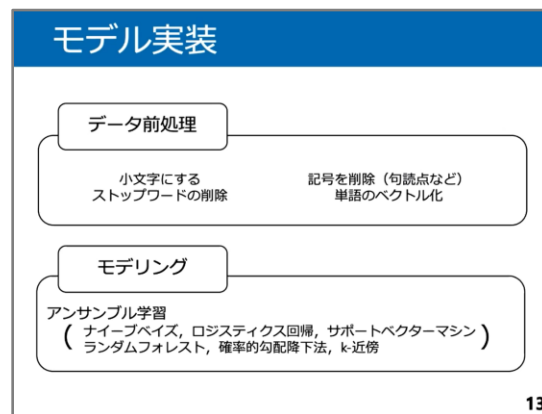 モデル実装
データ前処理
小文字にする
ストップワードの削除
記号を削除（句読点など）
単語のベクトル化
モデリング
アンサンブル学習
( ナイーブベイズ，ロジスティクス回帰，サポートベクターマシン
ランダムフォレスト，確率的勾配降下法，k-近傍 )
13